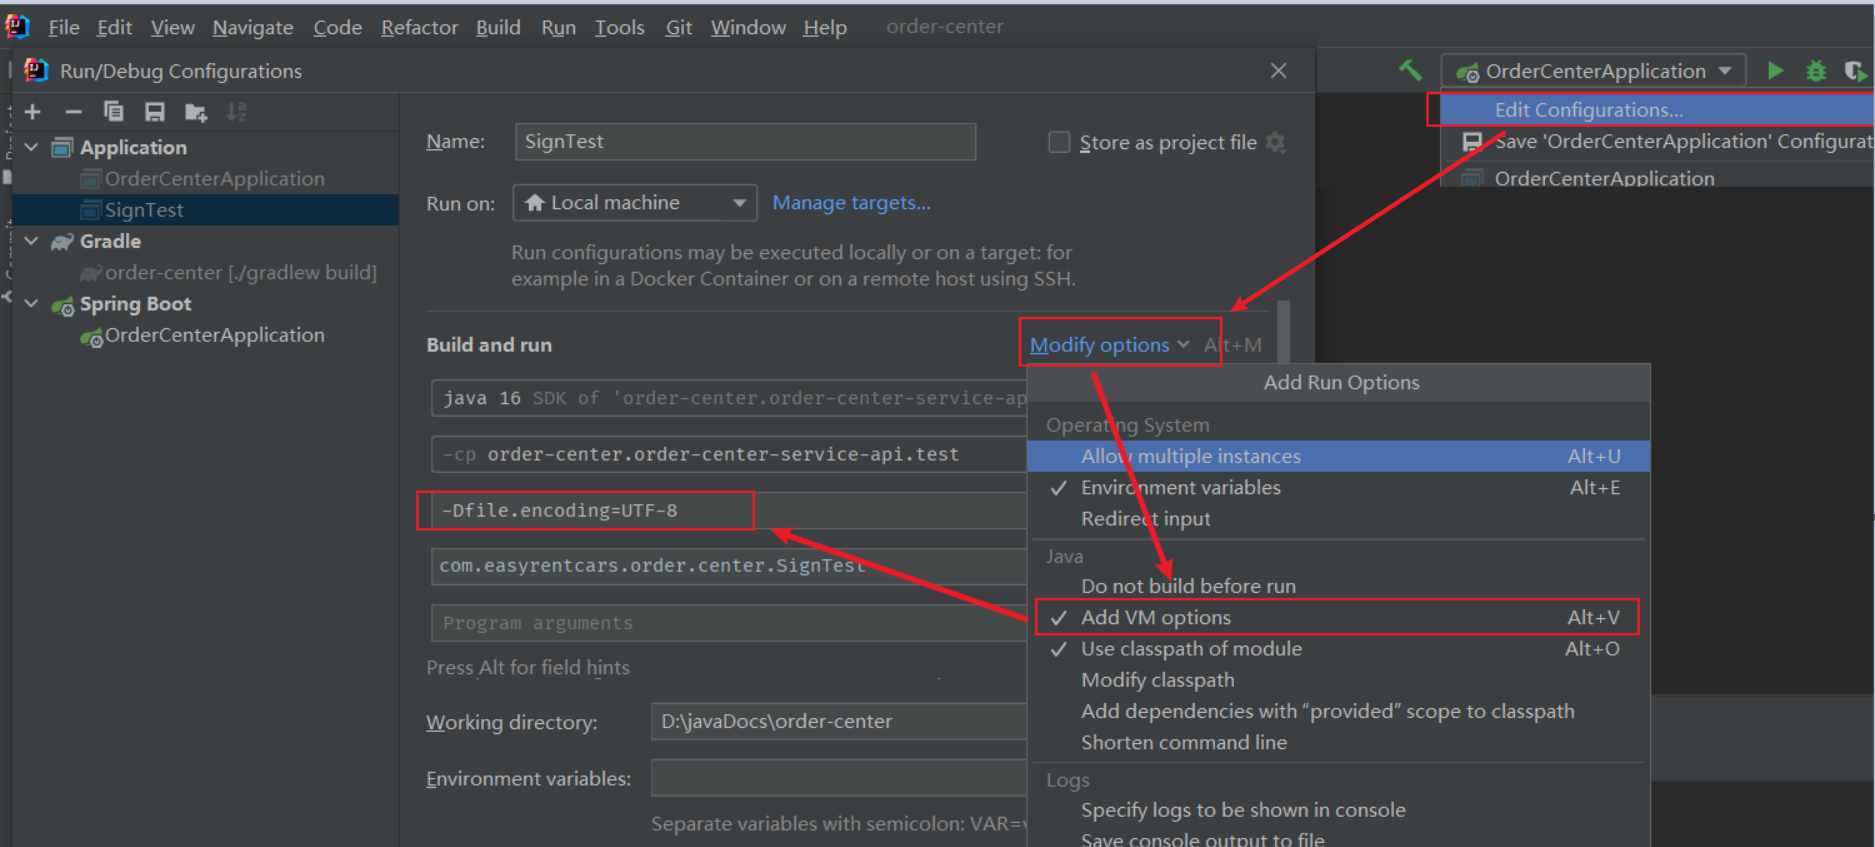 File Edit View Navigate Code Refactor Build Run Tools Git Window Help order-center
Run/Debug Configurations
OrderCenterApplication
Edit Configurations...
Save 'OrderCenterApplication' Configurat
OrderCenterApplication
Application
OrderCenterApplication
SignTest
Gradle
order-center [./gradlew build]
Spring Boot
OrderCenterApplication
Name: SignTest
Store as project file
Run on: Local machine Manage targets...
Run configurations may be executed locally or on a target: for
example in a Docker Container or on a remote host using SSH.
Build and run
Modify options Alt+M
java 16 SDK of 'order-center.order-center-service-ap
-cp order-center.order-center-service-api.test
-Dfile.encoding=UTF-8
com.easyrentcars.order.center.SignTest
Program arguments
Press Alt for field hints
Working directory: D:\javaDocs\order-center
Environment variables:
Separate variables with semicolon: VAR=
Add Run Options
Operating System
Allow multiple instances Alt+U
Environment variables Alt+E
Redirect input
Java
Do not build before run
Add VM options Alt+V
Use classpath of module Alt+O
Modify classpath
Add dependencies with “provided” scope to classpath
Shorten command line
Logs
Specify logs to be shown in console
Save console output to file